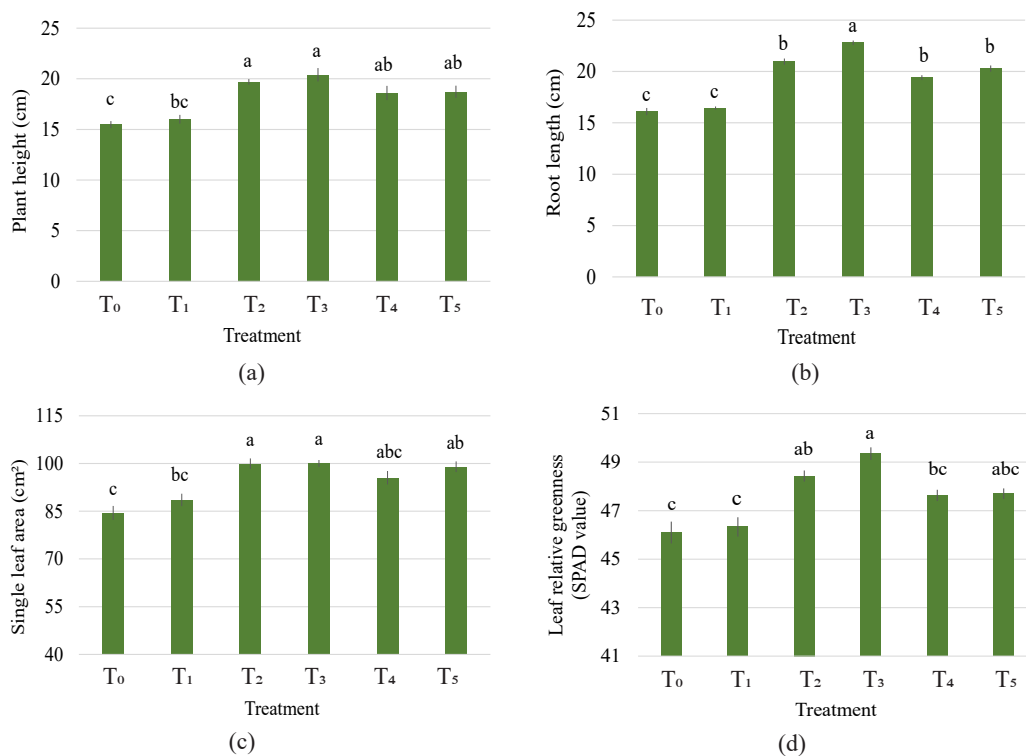 25
20
15
10
5
0
Plant height (cm)
c bc a a ab ab
T₀ T₁ T₂ T₃ T₄ T₅
Treatment
(a)
25
20
15
10
5
0
Root length (cm)
c c b a b b
T₀ T₁ T₂ T₃ T₄ T₅
Treatment
(b)
115
100
85
70
55
40
Single leaf area (cm²)
c bc a a abc ab
T₀ T₁ T₂ T₃ T₄ T₅
Treatment
(c)
51
49
47
45
43
41
Leaf relative greenness
(SPAD value)
c c ab a bc abc
T₀ T₁ T₂ T₃ T₄ T₅
Treatment
(d)